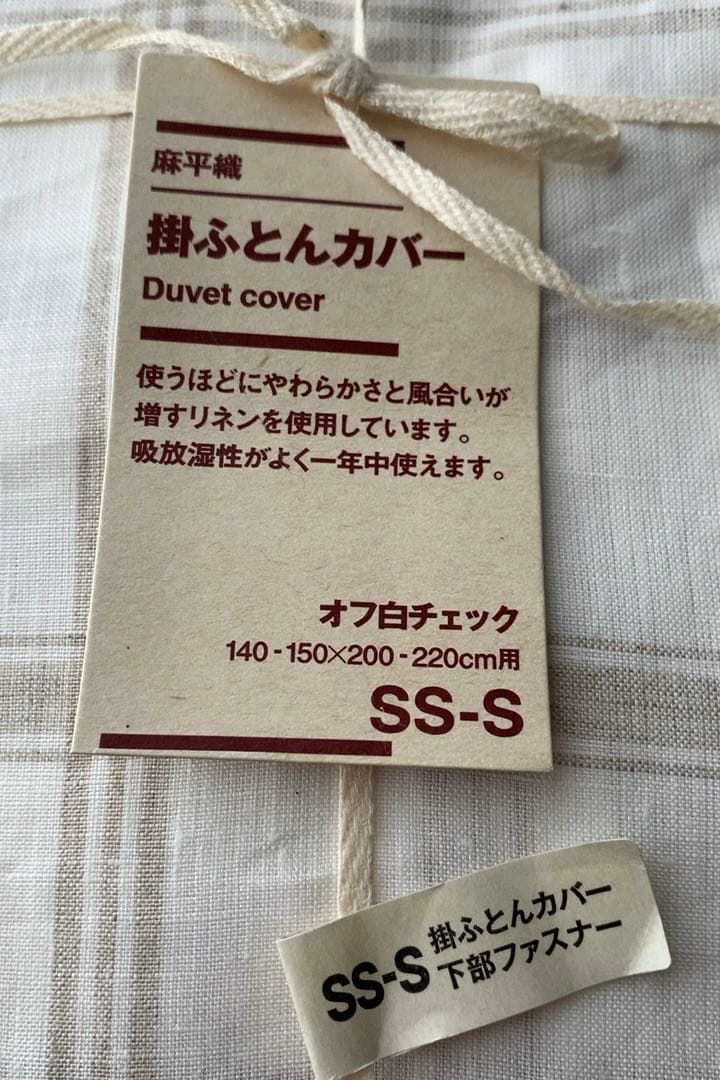 麻平織
掛ふとんカバー
Duvet cover
使うほどにやわらかさと風合いが
増すリネンを使用しています。
吸放湿性がよく一年中使えます。
オフ白チェック
140-150×200-220cm用
SS-S
SS-S
掛ふとんカバー
下部ファスナー